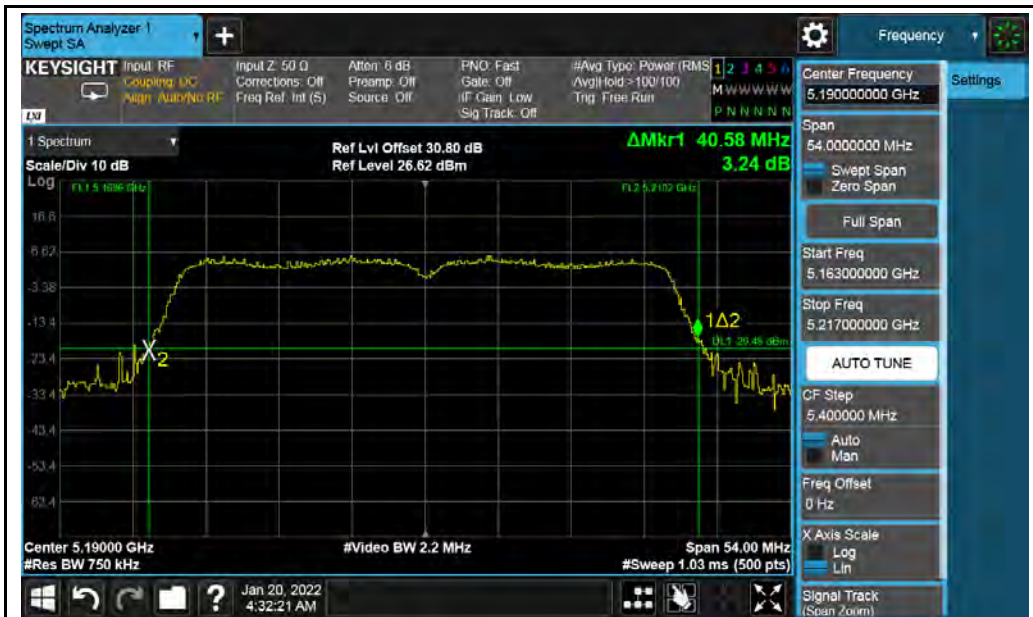 Spectrum Analyzer 1
Swept SA
+
Frequency
KEYSIGHT
Input: RF
Coupling: DC
Align: Auto/No RF
Input Z: 50 Ω
Corrections: Off
Freq Ref: Int (S)
Atten: 6 dB
Preamp: Off
Source: Off
PNO: Fast
Gate: Off
IF Gain: Low
Sig Track: Off
#Avg Type: Power (RMS
Avg|Hold:>100/100
Trig: Free Run
1 2 3 4 5 6
M W W W W W
P N N N N N
LXI
Center Frequency
5.190000000 GHz
Settings
Span
54.0000000 MHz
Swept Span
Zero Span
Full Span
Start Freq
5.163000000 GHz
Stop Freq
5.217000000 GHz
AUTO TUNE
CF Step
5.400000 MHz
Auto
Man
Freq Offset
0 Hz
X Axis Scale
Log
Lin
Signal Track
(Span Zoom)
1 Spectrum
Scale/Div 10 dB
Log
Ref Lvl Offset 30.80 dB
Ref Level 26.62 dBm
ΔMkr1 40.58 MHz
3.24 dB
16.6
6.62
-3.38
-13.4
-23.4
-33.4
-43.4
-53.4
-63.4
1Δ2
X2
Center 5.19000 GHz
#Res BW 750 kHz
#Video BW 2.2 MHz
Span 54.00 MHz
#Sweep 1.03 ms (500 pts)
?
Jan 20, 2022
4:32:21 AM